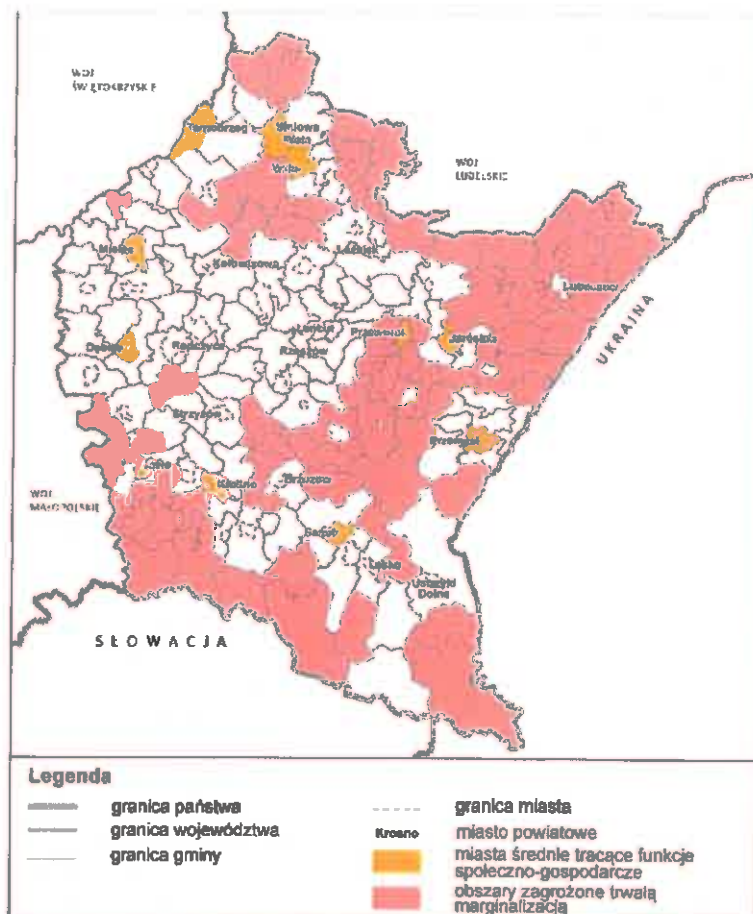 WOJ
ŚWIĘTOKRZYSKIE
Tarnobrzeg
Stalowa
Wola
WOJ
LUBELSKIE
Mielec
Kolbuszowa
Leżajsk
Lubaczów
UKRAJNA
Dębica
Ropczyce
Łańcut
Rzeszów
Przeworsk
Jarosław
Strzyżów
Przemyśl
Jasło
Krosno
Brzozów
WOJ
MAŁOPOLSKIE
Sanok
Lesko
Ustrzyki
Dolne
SŁOWACJA
Legenda
granica państwa
granica województwa
granica gminy
granica miasta
Krosno miasto powiatowe
miasta średnie tracące funkcje
społeczno-gospodarcze
obszary zagrożone trwałą
marginalizacją